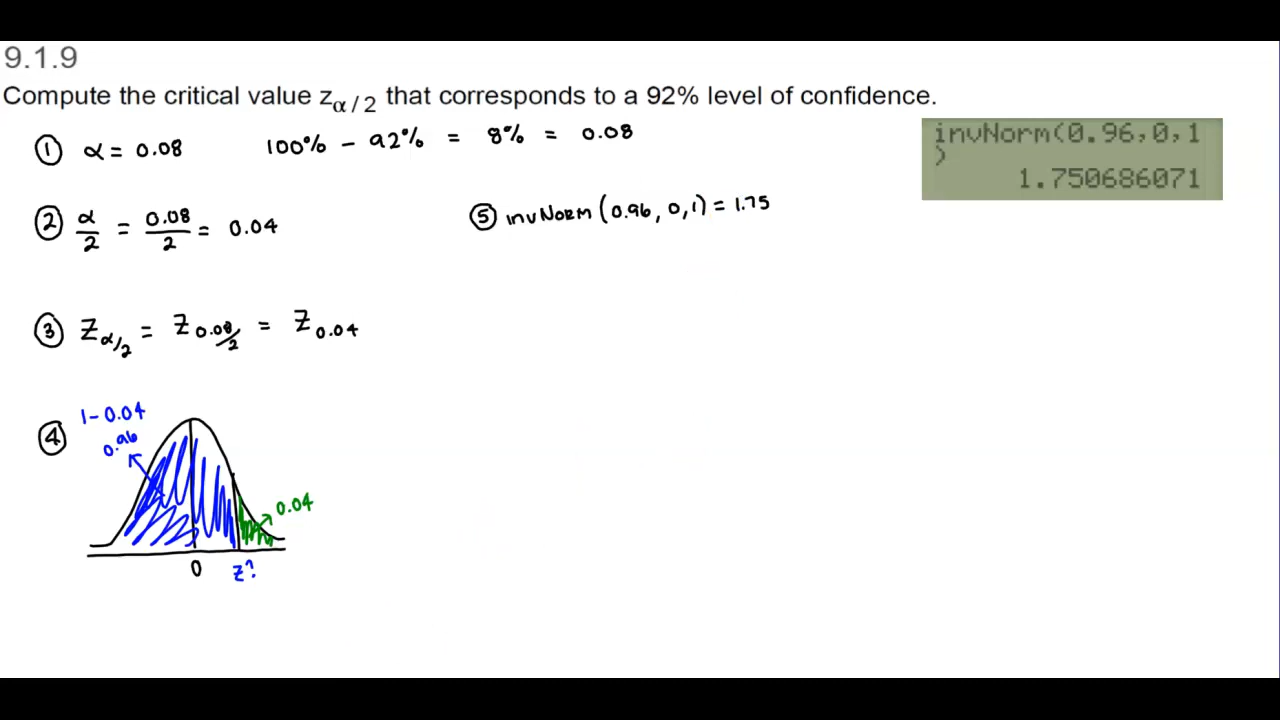 9.1.9
Compute the critical value zα/2 that corresponds to a 92% level of confidence.
① α = 0.08 100% - 92% = 8% = 0.08
invNorm(0.96,0,1
)
1.750686071
② α/2 = 0.08/2 = 0.04
⑤ invNorm (0.96, 0,1) = 1.75
③ Zα/2 = Z0.08/2 = Z0.04
④
1 - 0.04
0.96
0.04
0
z?